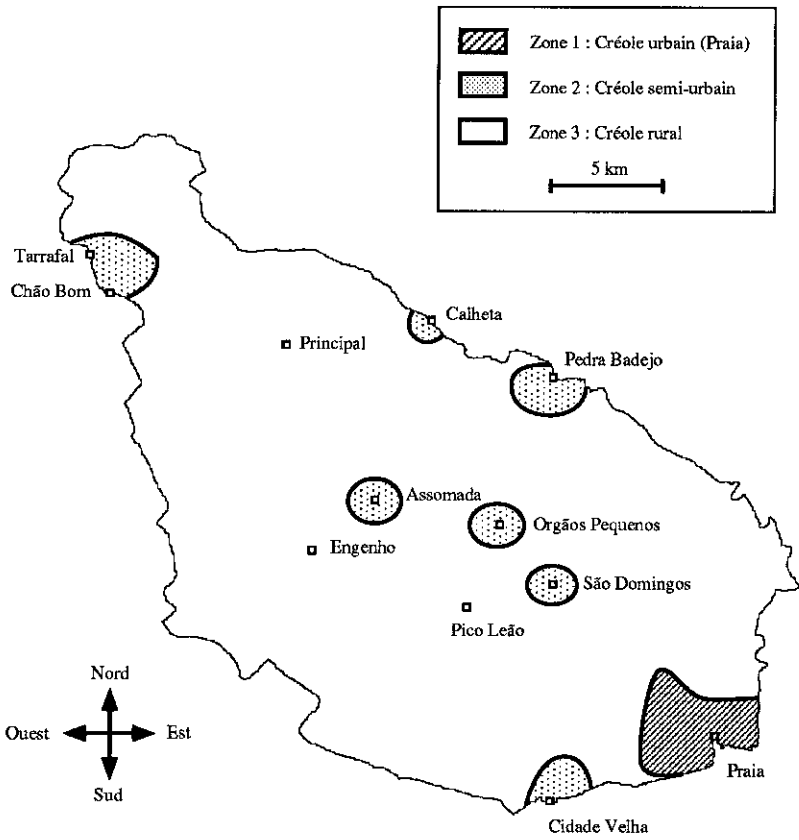 Zone 1 : Créole urbain (Praia)
Zone 2 : Créole semi-urbain
Zone 3 : Créole rural
5 km
Tarrafal
Chão Bom
Calheta
Principal
Pedra Badejo
Assomada
Orgãos Pequenos
Engenho
São Domingos
Pico Leão
Nord
Ouest
Est
Sud
Praia
Cidade Velha